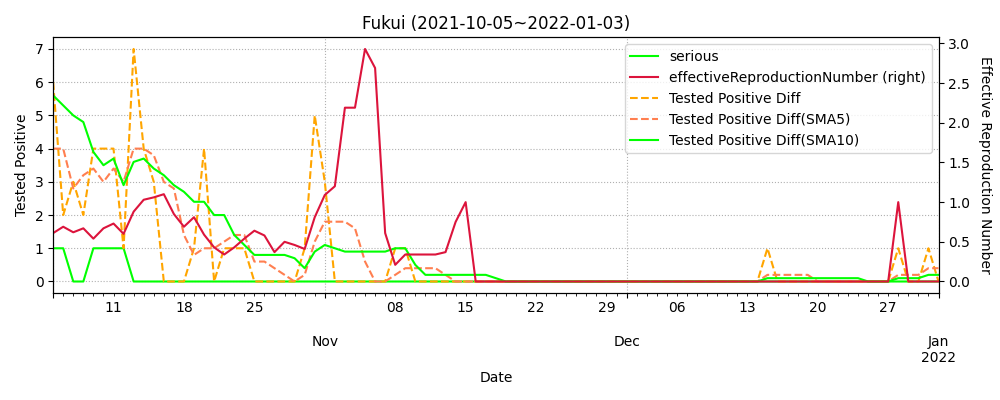 Fukui (2021-10-05~2022-01-03)
serious
effectiveReproductionNumber (right)
Tested Positive Diff
Tested Positive Diff(SMA5)
Tested Positive Diff(SMA10)
Tested Positive
7
6
5
4
3
2
1
0
3.0
2.5
2.0
1.5
1.0
0.5
0.0
Effective Reproduction Number
11 18 25 08 15 22 29 06 13 20 27
Nov Dec Jan
2022
Date